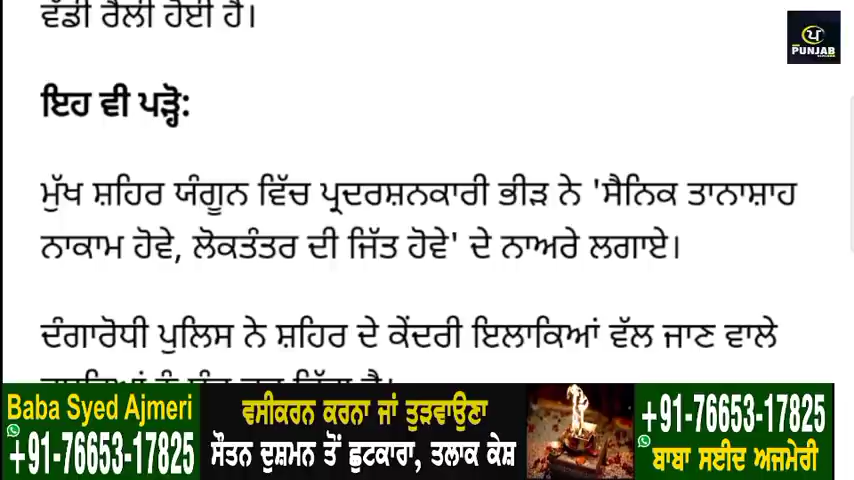 ਵੱਡੀ ਰੈਲੀ ਹੋਈ ਹੈ।
ਪ
PUNJAB
ਇਹ ਵੀ ਪੜ੍ਹੋ:
ਮੁੱਖ ਸ਼ਹਿਰ ਯੰਗੂਨ ਵਿੱਚ ਪ੍ਰਦਰਸ਼ਨਕਾਰੀ ਭੀੜ ਨੇ 'ਸੈਨਿਕ ਤਾਨਾਸ਼ਾਹ
ਨਾਕਾਮ ਹੋਵੇ, ਲੋਕਤੰਤਰ ਦੀ ਜਿੱਤ ਹੋਵੇ' ਦੇ ਨਾਅਰੇ ਲਗਾਏ।
ਦੰਗਾਰੋਧੀ ਪੁਲਿਸ ਨੇ ਸ਼ਹਿਰ ਦੇ ਕੇਂਦਰੀ ਇਲਾਕਿਆਂ ਵੱਲ ਜਾਣ ਵਾਲੇ
Baba Syed Ajmeri
+91-76653-17825
ਵਸੀਕਰਨ ਕਰਨਾ ਜਾਂ ਤੁੜਵਾਉਣਾ
ਸੌਤਨ ਦੁਸ਼ਮਨ ਤੋਂ ਛੁਟਕਾਰਾ, ਤਲਾਕ ਕੇਸ਼
+91-76653-17825
ਬਾਬਾ ਸਈਦ ਅਜਮੇਰੀ